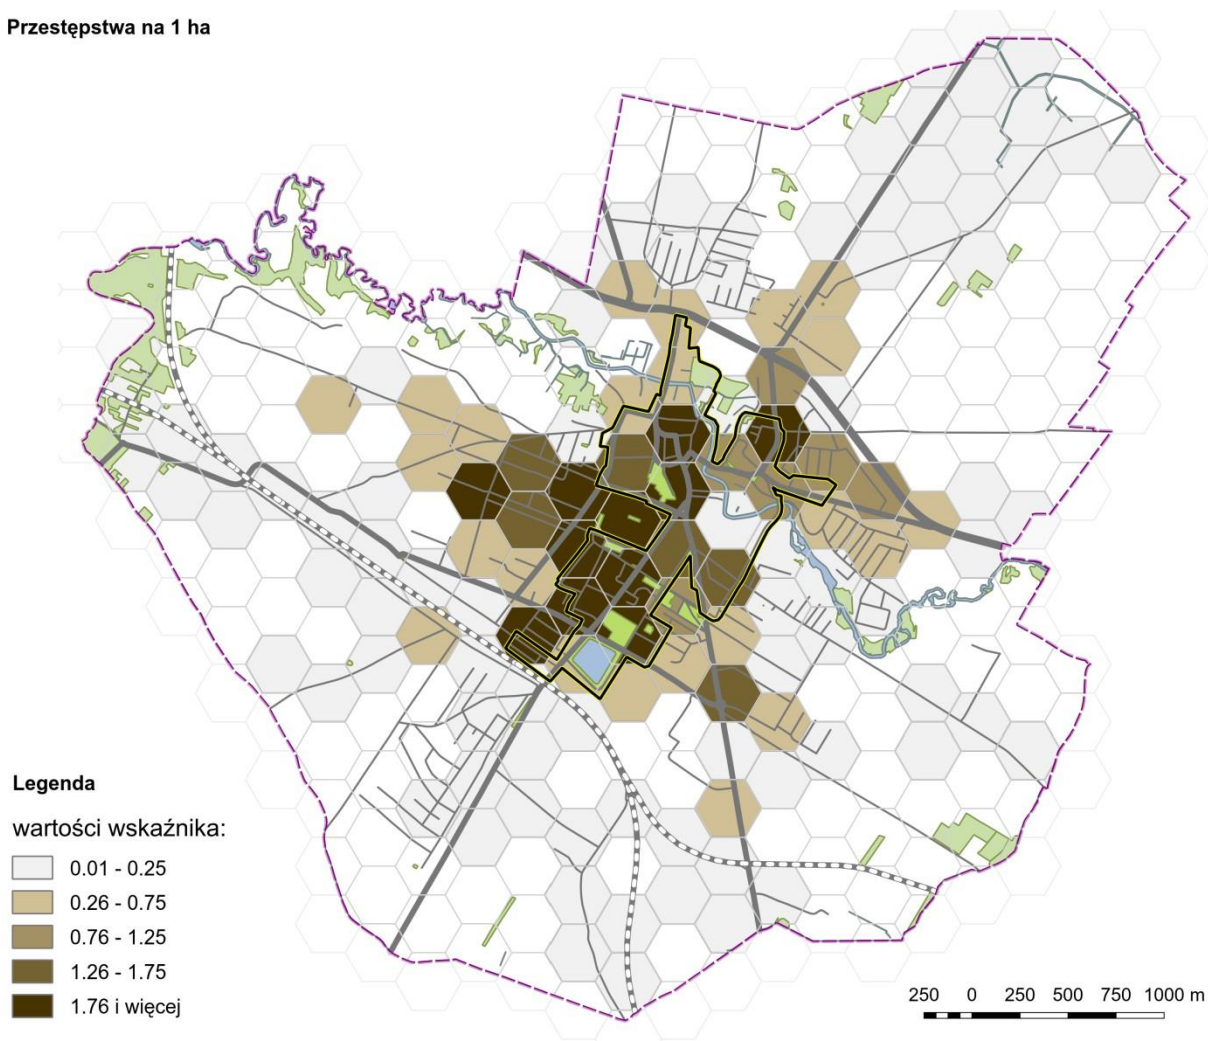 Przestępstwa na 1 ha
Legenda
wartości wskaźnika:
0.01 - 0.25
0.26 - 0.75
0.76 - 1.25
1.26 - 1.75
1.76 i więcej
250 0 250 500 750 1000 m